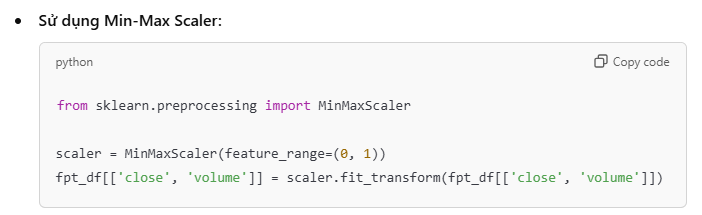 Sử dụng Min-Max Scaler:
python
Copy code
from sklearn.preprocessing import MinMaxScaler
scaler = MinMaxScaler(feature_range=(0, 1))
fpt_df[['close', 'volume']] = scaler.fit_transform(fpt_df[['close', 'volume']])